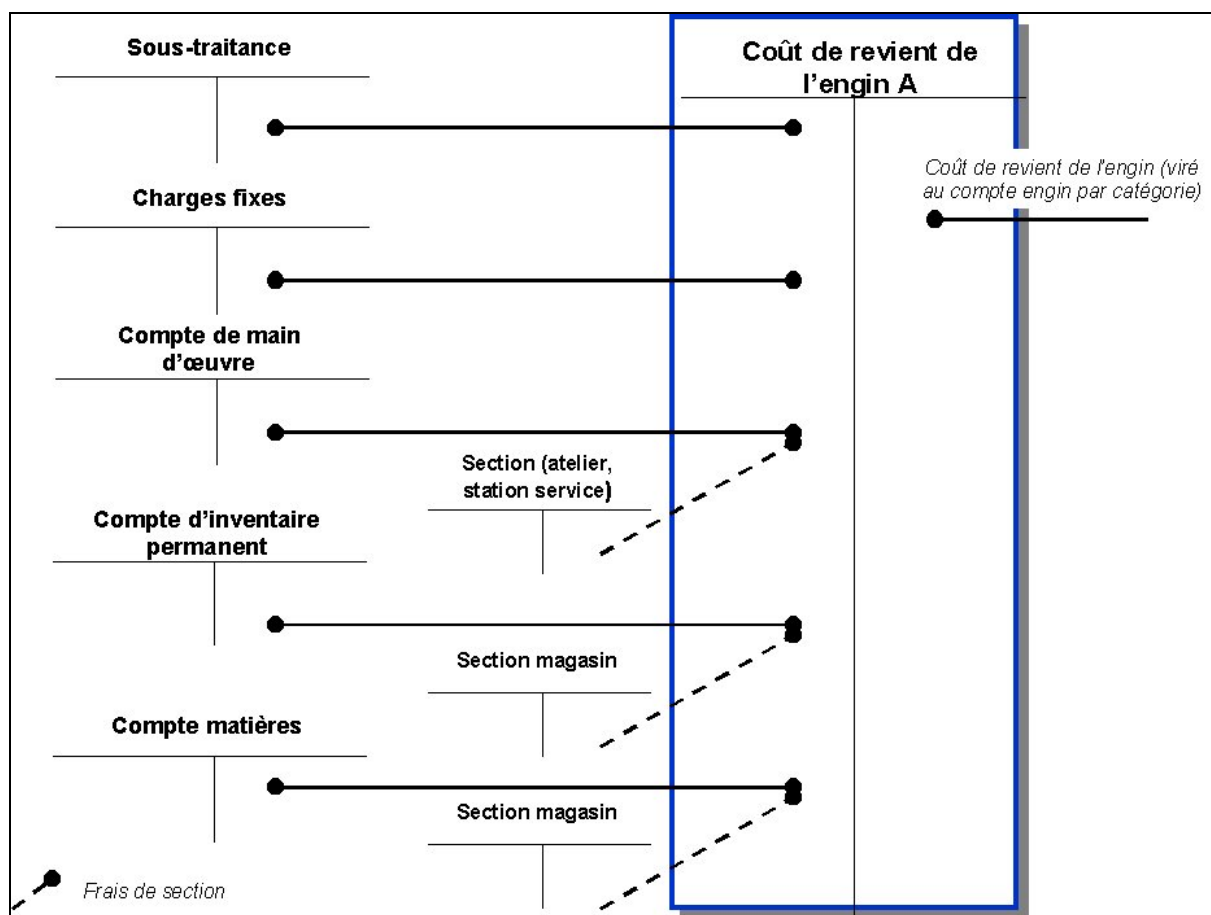 Sous-traitance
Coût de revient de
l'engin A
Coût de revient de l'engin (viré
au compte engin par catégorie)
Charges fixes
Compte de main
d'œuvre
Section (atelier,
station service)
Compte d'inventaire
permanent
Section magasin
Compte matières
Section magasin
Frais de section